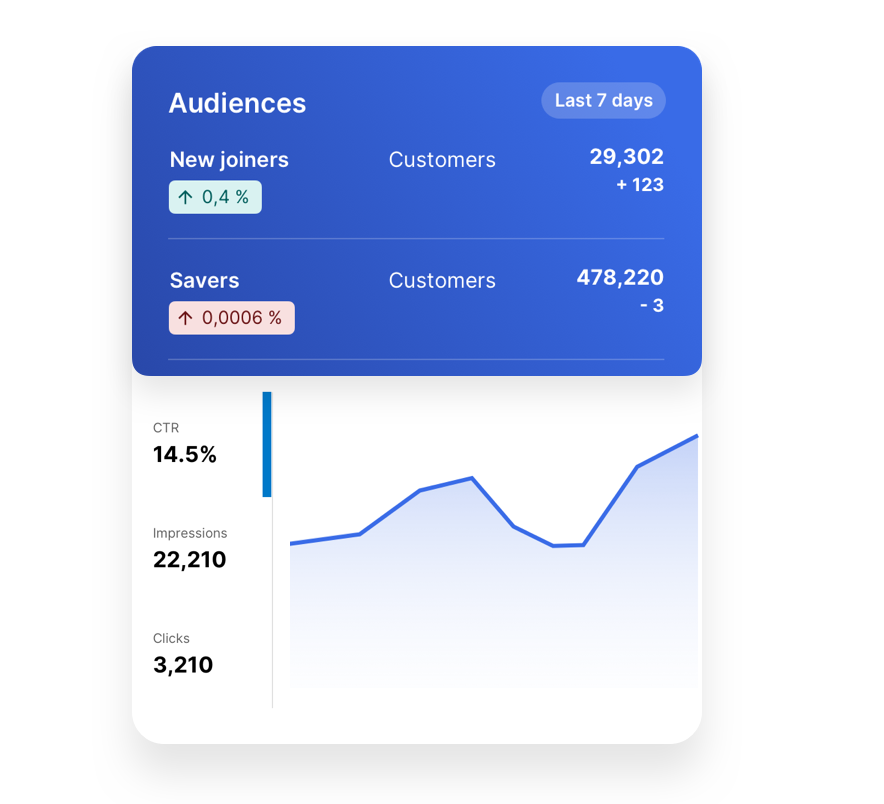 Audiences
Last 7 days
New joiners
Customers
29,302
+ 123
↑ 0,4 %
Savers
Customers
478,220
- 3
↑ 0,0006 %
CTR
14.5%
Impressions
22,210
Clicks
3,210